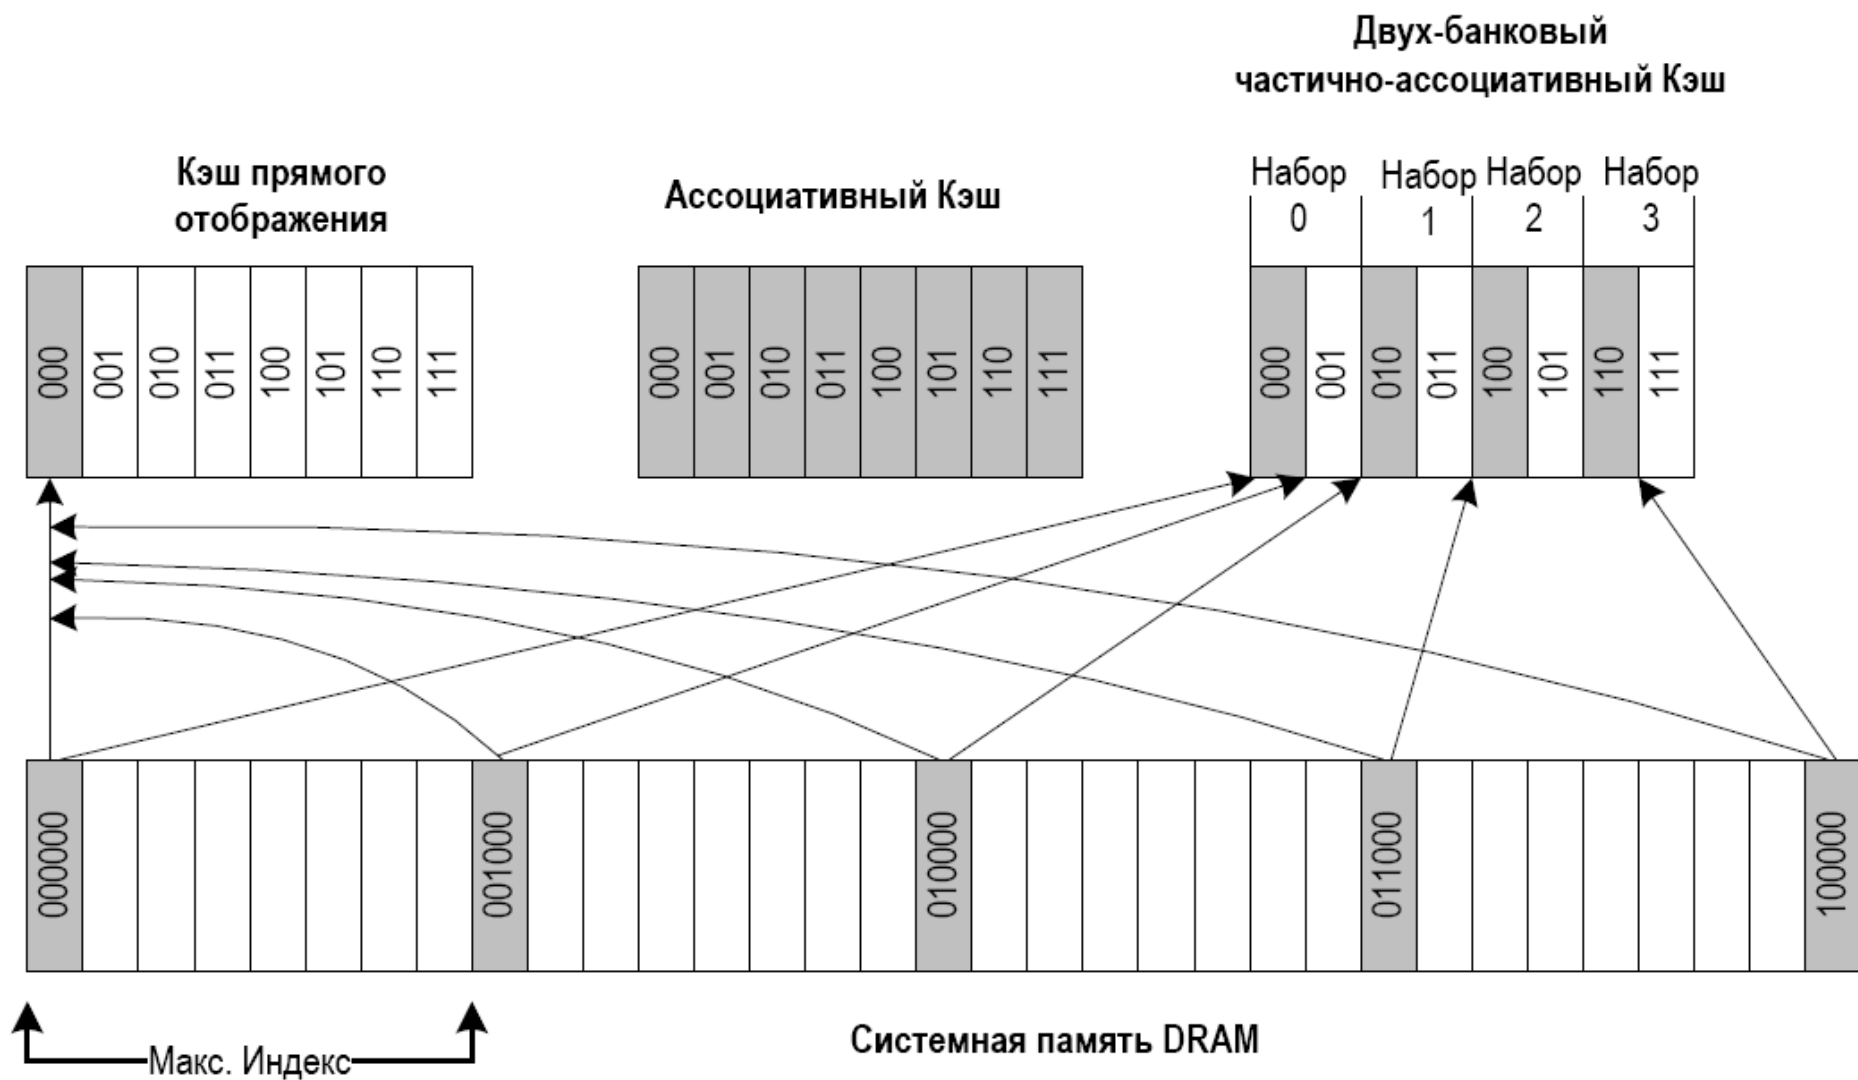 Двух-банковый
частично-ассоциативный Кэш
Кэш прямого
отображения
Ассоциативный Кэш
Набор Набор Набор Набор
0 1 2 3
000 001 010 011 100 101 110 111
000 001 010 011 100 101 110 111
000 001 010 011 100 101 110 111
000000 001000 010000 011000 100000
Макс. Индекс
Системная память DRAM